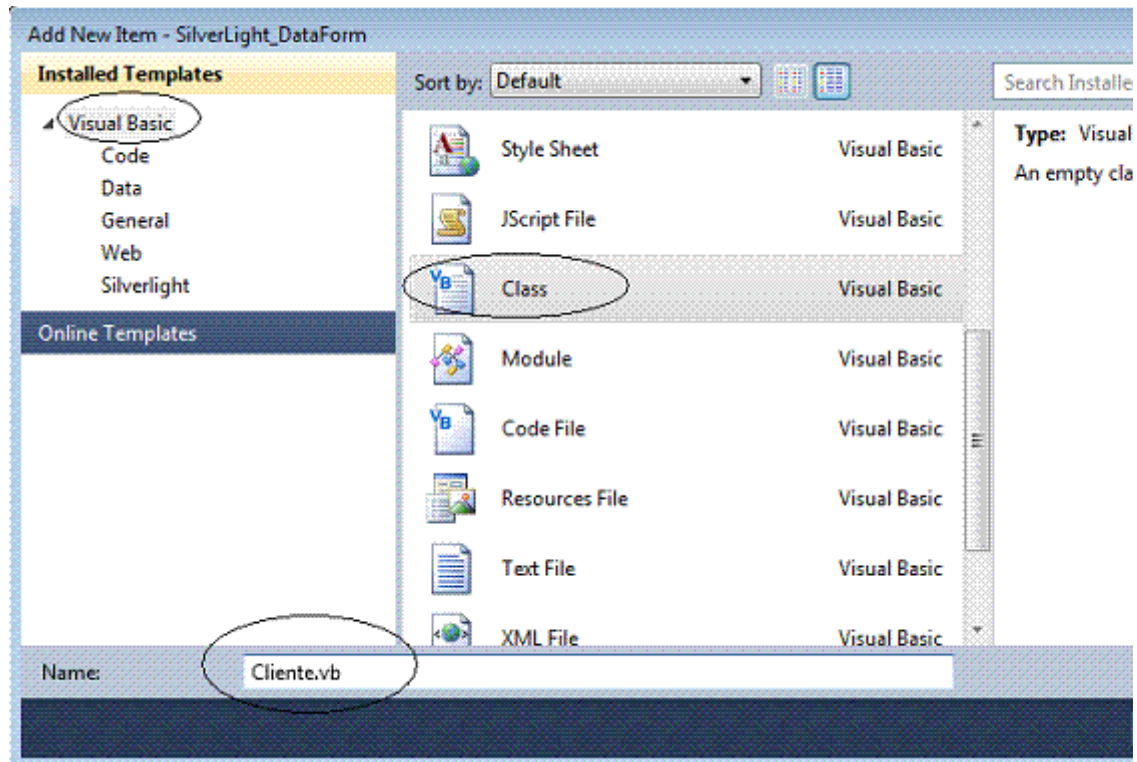 Add New Item - SilverLight_DataForm
Installed Templates
Visual Basic
Code
Data
General
Web
Silverlight
Online Templates
Sort by: Default
Search Installe
Style Sheet Visual Basic
JScript File Visual Basic
Class Visual Basic
Module Visual Basic
Code File Visual Basic
Resources File Visual Basic
Text File Visual Basic
XML File Visual Basic
Type: Visual
An empty cla
Name: Cliente.vb